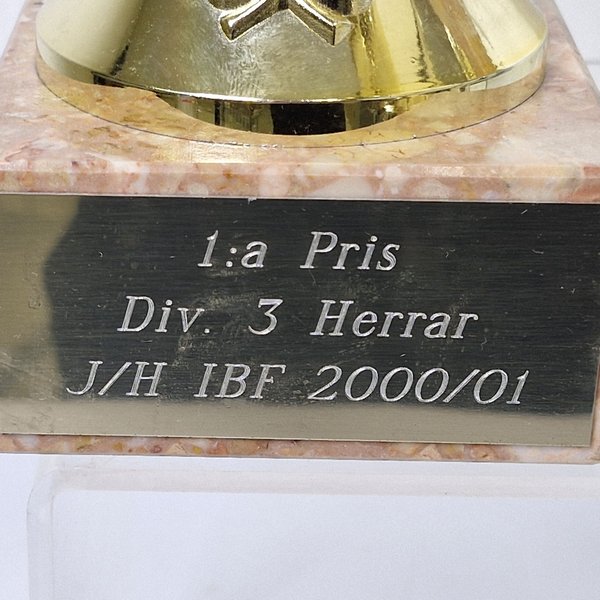 1:a Pris
Div. 3 Herrar
J/H IBF 2000/01